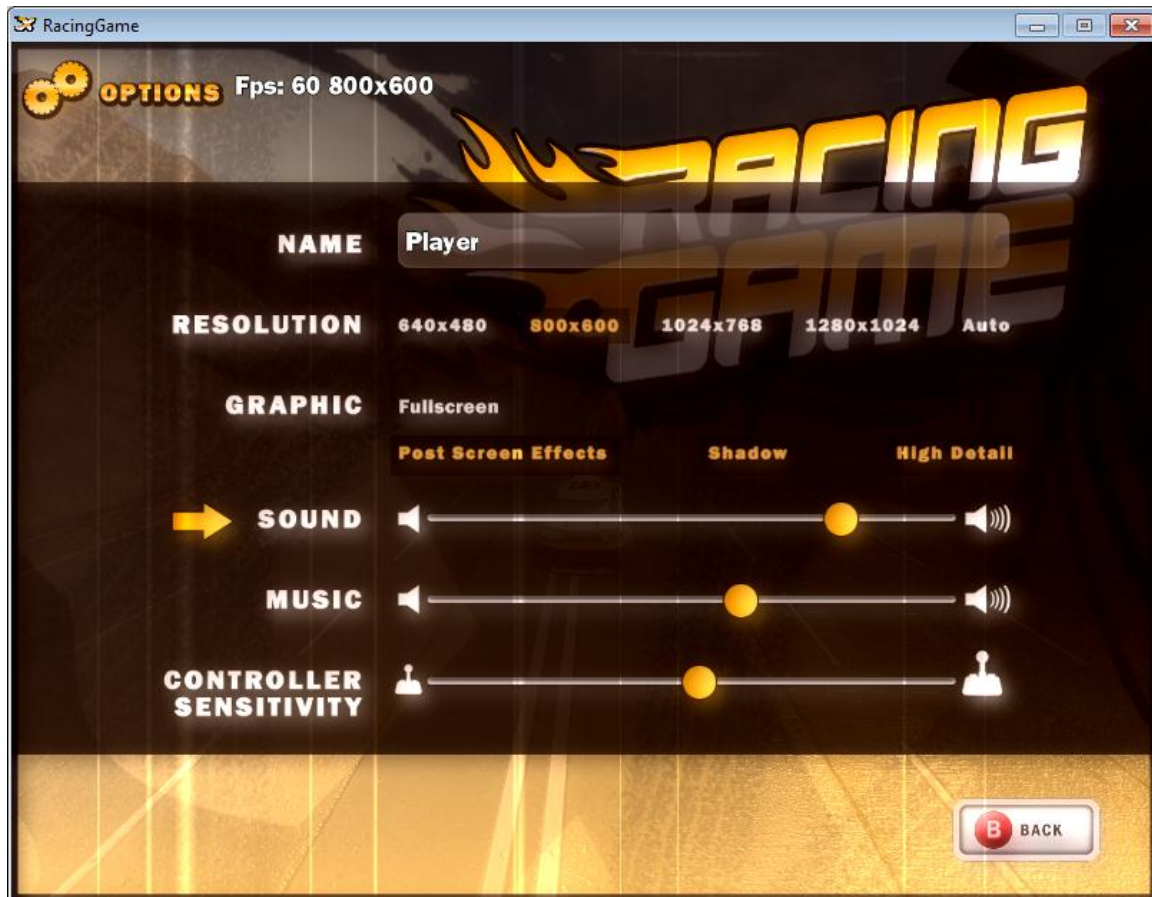 RacingGame
OPTIONS Fps: 60 800x600
RACING
GAME
NAME Player
RESOLUTION 640x480 800x600 1024x768 1280x1024 Auto
GRAPHIC Fullscreen
Post Screen Effects Shadow High Detail
SOUND
MUSIC
CONTROLLER
SENSITIVITY
B BACK